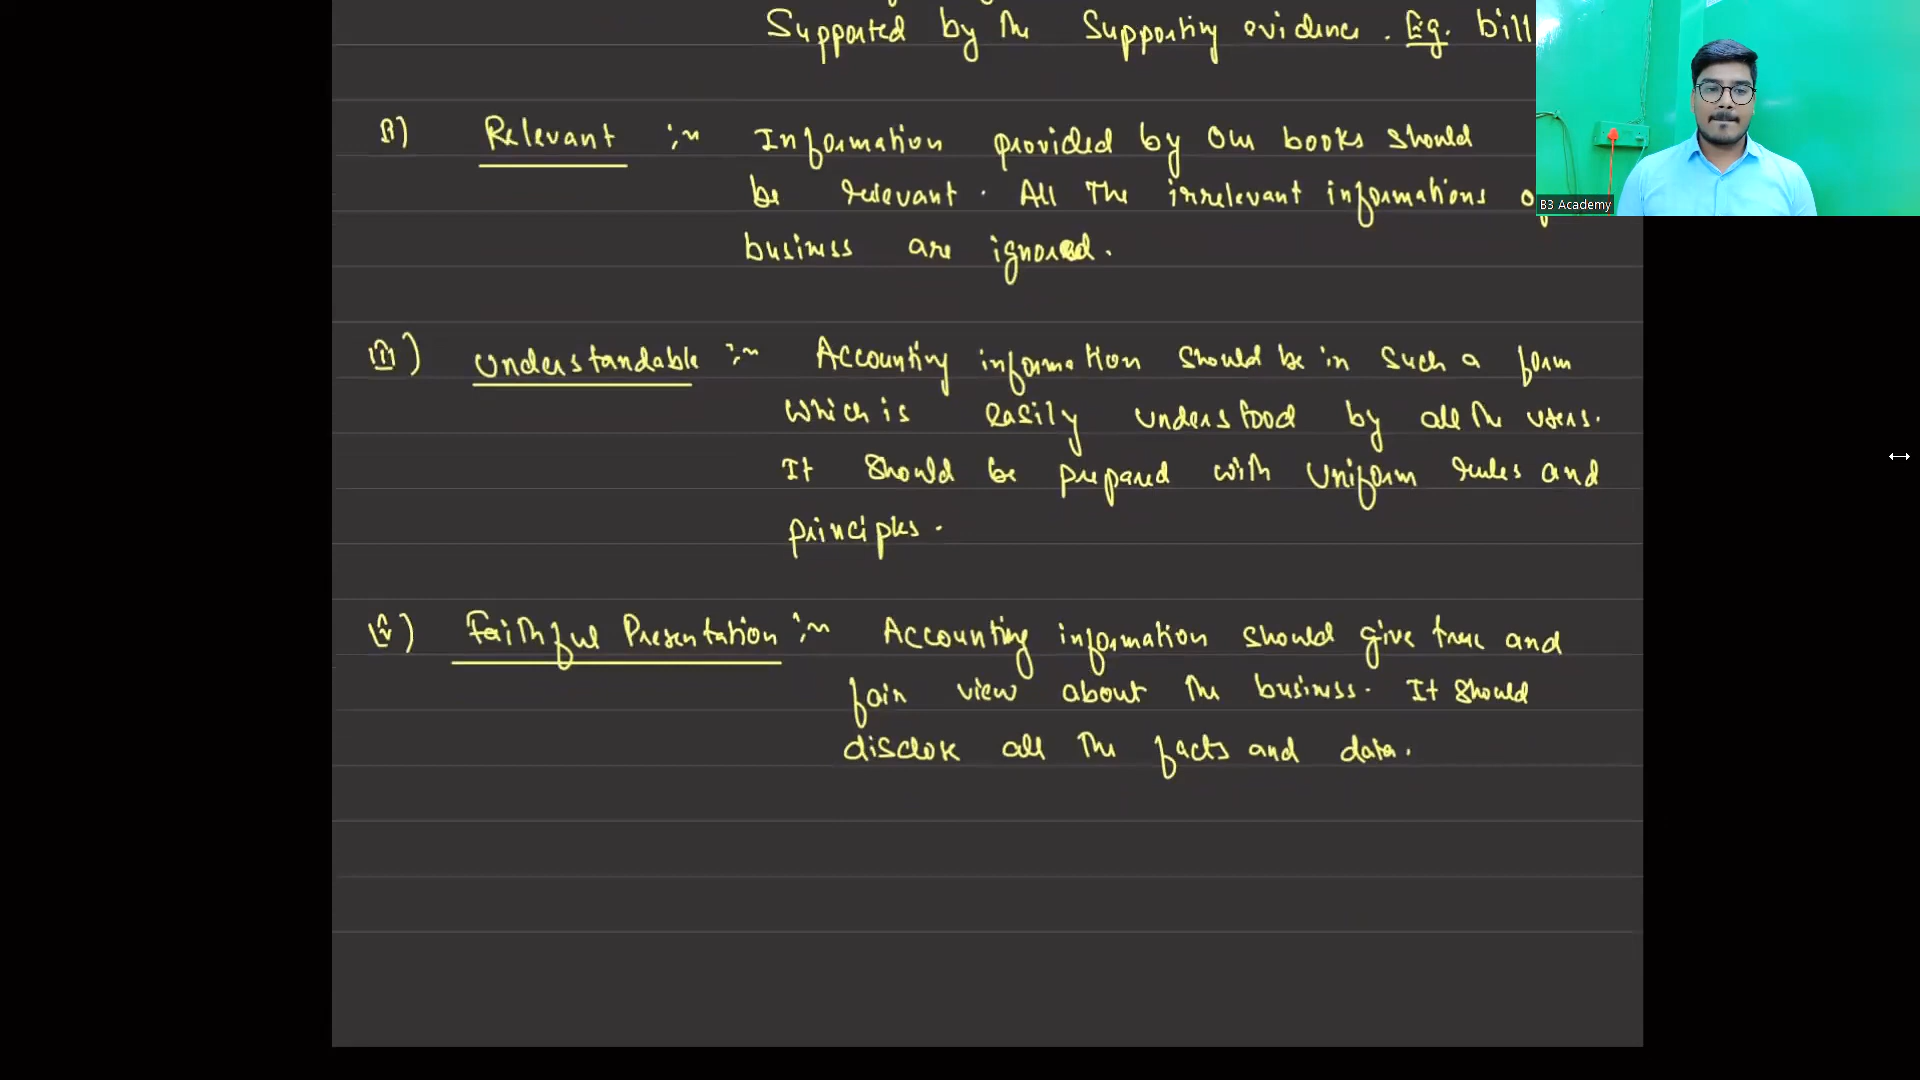 Supported by the Supporting evidence. Eg. bill
B3 Academy
ii) Relevant :~ Information provided by our books should
be relevant. All the irrelevant informations of
business are ignored.
iii) Understandable :~ Accounting information should be in such a form
which is easily understood by all the users.
It should be prepared with uniform rules and
principles.
iv) Faithful Presentation :~ Accounting information should give true and
fair view about the business. It should
disclose all the facts and data.